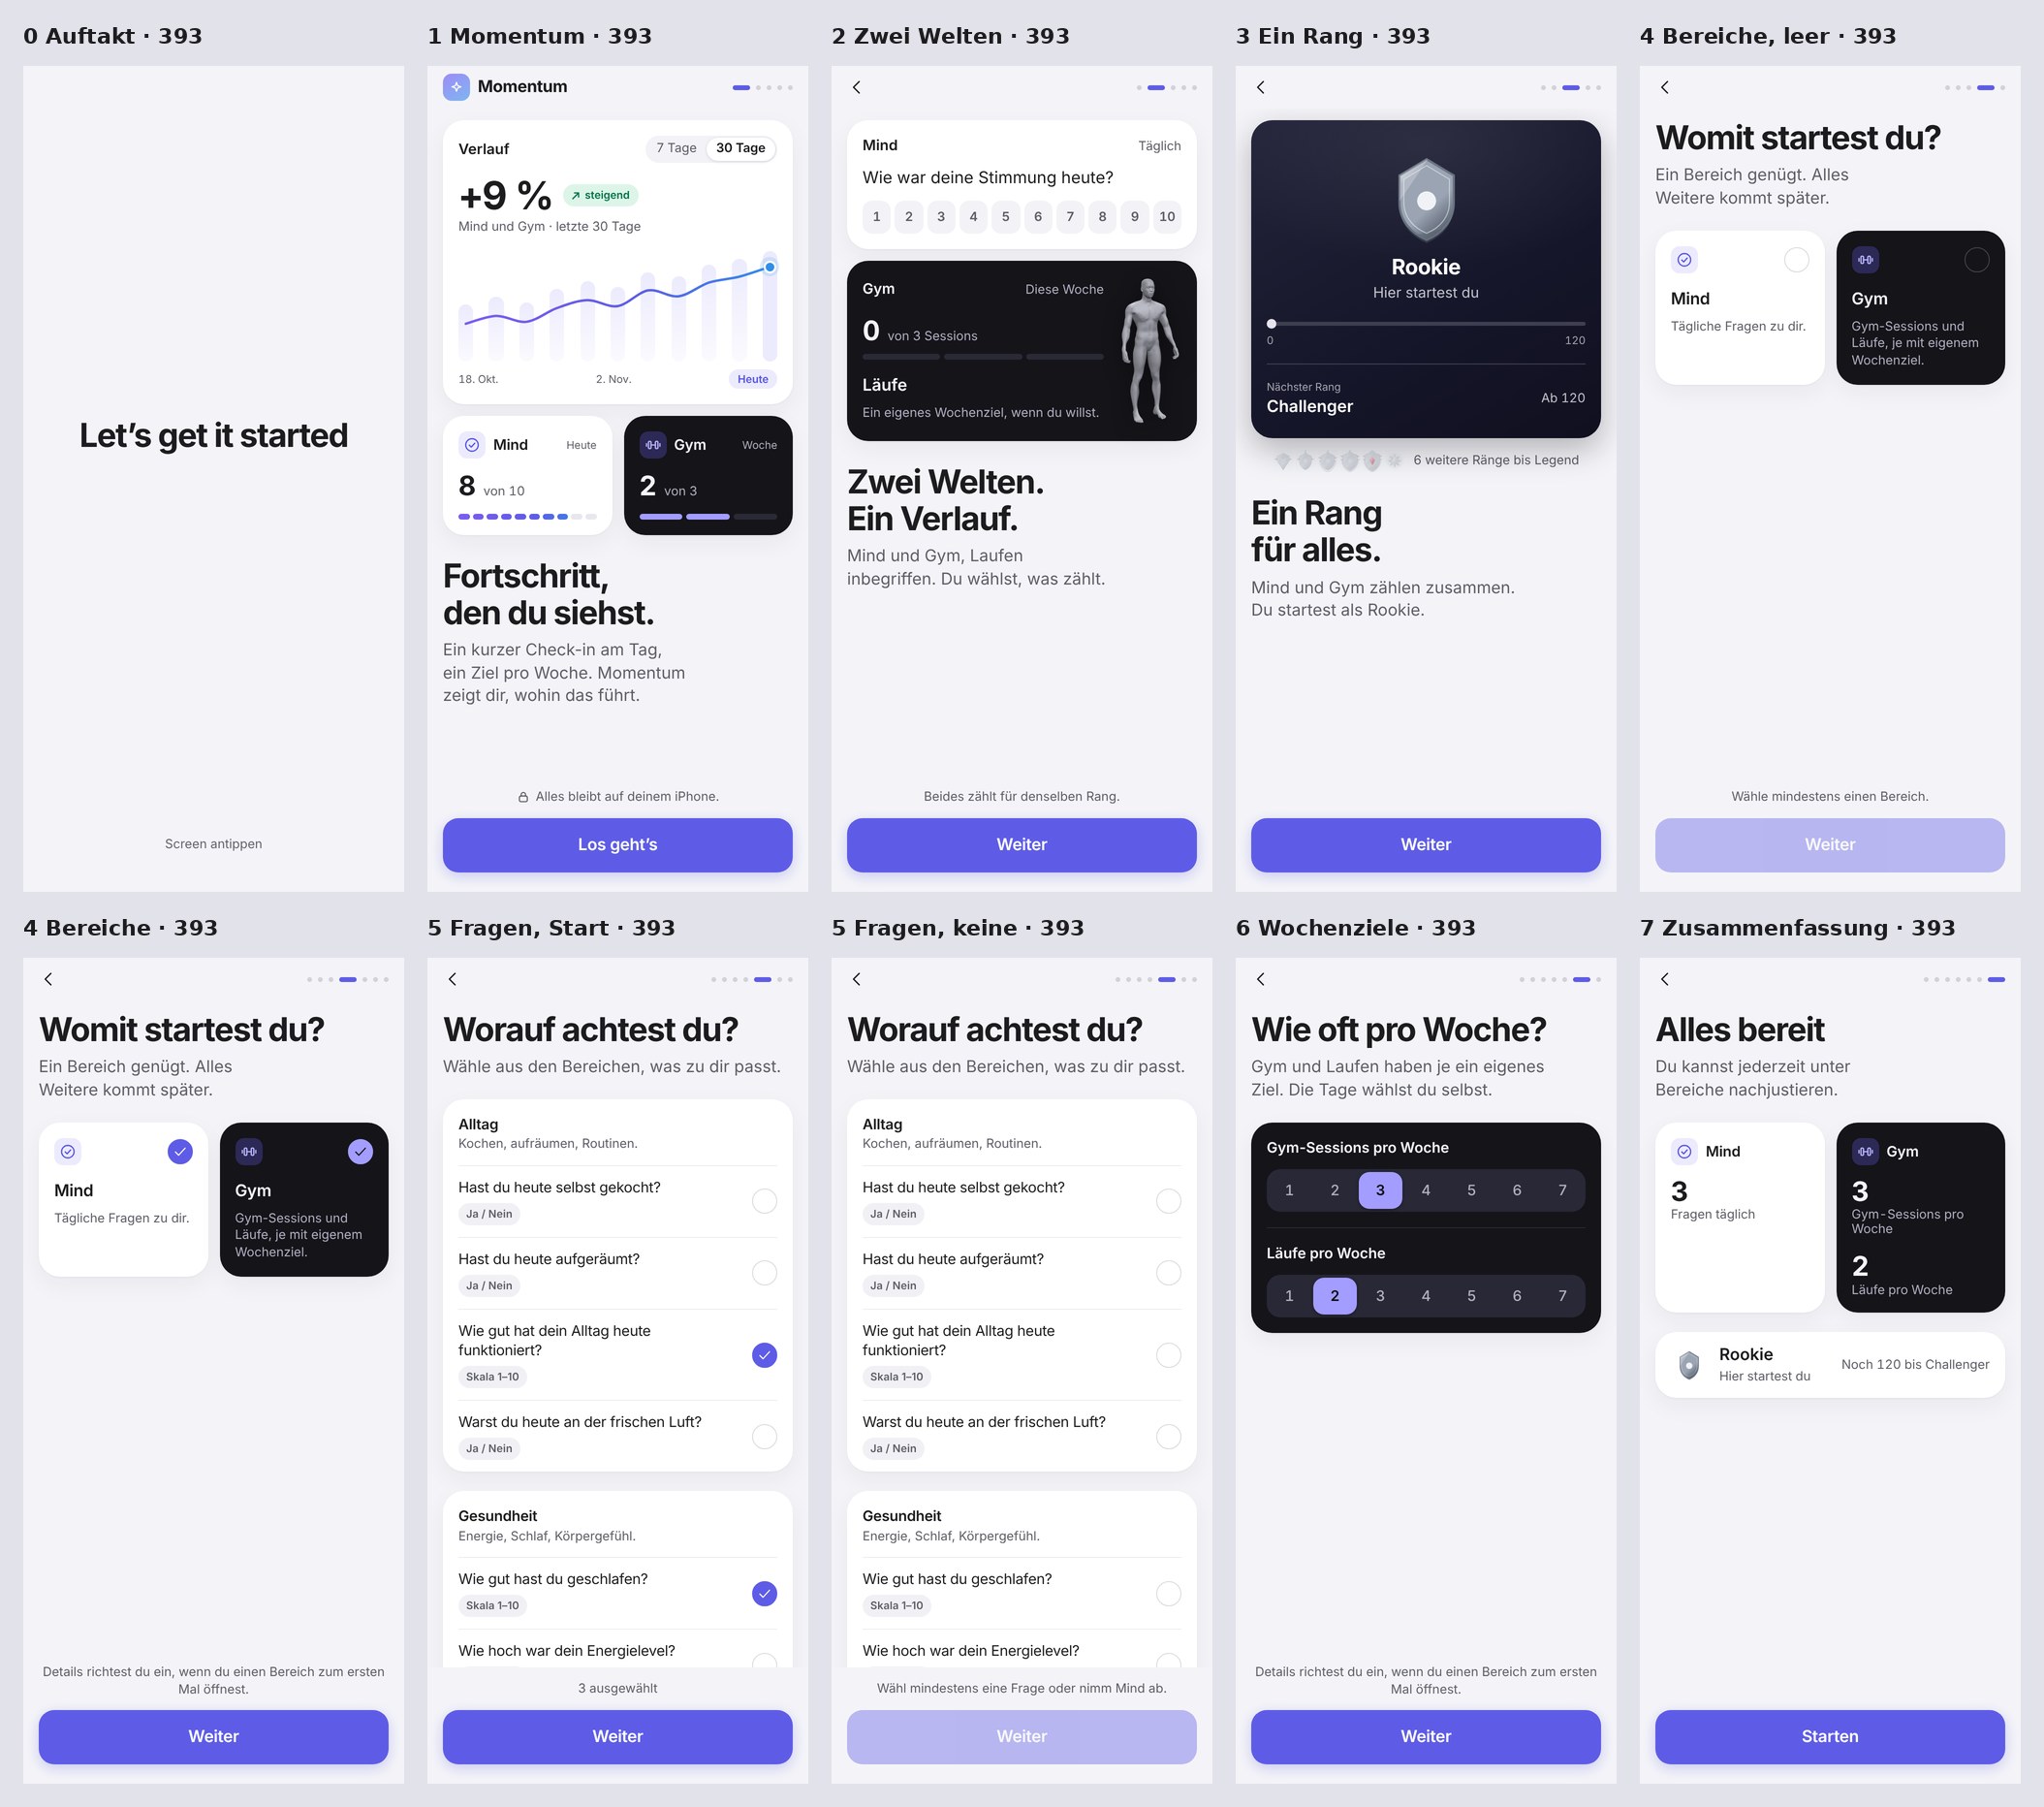 0 Auftakt · 393
Let’s get it started
Screen antippen
1 Momentum · 393
Momentum
Verlauf
7 Tage
30 Tage
+9 %
steigend
Mind und Gym · letzte 30 Tage
18. Okt.
2. Nov.
Heute
Mind
Heute
8 von 10
Gym
Woche
2 von 3
Fortschritt,
den du siehst.
Ein kurzer Check-in am Tag,
ein Ziel pro Woche. Momentum
zeigt dir, wohin das führt.
Alles bleibt auf deinem iPhone.
Los geht’s
2 Zwei Welten · 393
Mind
Täglich
Wie war deine Stimmung heute?
1 2 3 4 5 6 7 8 9 10
Gym
Diese Woche
0 von 3 Sessions
Läufe
Ein eigenes Wochenziel, wenn du willst.
Zwei Welten.
Ein Verlauf.
Mind und Gym, Laufen
inbegriffen. Du wählst, was zählt.
Beides zählt für denselben Rang.
Weiter
3 Ein Rang · 393
Rookie
Hier startest du
0
120
Nächster Rang
Challenger
Ab 120
6 weitere Ränge bis Legend
Ein Rang
für alles.
Mind und Gym zählen zusammen.
Du startest als Rookie.
Weiter
4 Bereiche, leer · 393
Womit startest du?
Ein Bereich genügt. Alles
Weitere kommt später.
Mind
Tägliche Fragen zu dir.
Gym
Gym-Sessions und
Läufe, je mit eigenem
Wochenziel.
Wähle mindestens einen Bereich.
Weiter
4 Bereiche · 393
Womit startest du?
Ein Bereich genügt. Alles
Weitere kommt später.
Mind
Tägliche Fragen zu dir.
Gym
Gym-Sessions und
Läufe, je mit eigenem
Wochenziel.
Details richtest du ein, wenn du einen Bereich zum ersten
Mal öffnest.
Weiter
5 Fragen, Start · 393
Worauf achtest du?
Wähle aus den Bereichen, was zu dir passt.
Alltag
Kochen, aufräumen, Routinen.
Hast du heute selbst gekocht?
Ja / Nein
Hast du heute aufgeräumt?
Ja / Nein
Wie gut hat dein Alltag heute
funktioniert?
Skala 1–10
Warst du heute an der frischen Luft?
Ja / Nein
Gesundheit
Energie, Schlaf, Körpergefühl.
Wie gut hast du geschlafen?
Skala 1–10
Wie hoch war dein Energielevel?
3 ausgewählt
Weiter
5 Fragen, keine · 393
Worauf achtest du?
Wähle aus den Bereichen, was zu dir passt.
Alltag
Kochen, aufräumen, Routinen.
Hast du heute selbst gekocht?
Ja / Nein
Hast du heute aufgeräumt?
Ja / Nein
Wie gut hat dein Alltag heute
funktioniert?
Skala 1–10
Warst du heute an der frischen Luft?
Ja / Nein
Gesundheit
Energie, Schlaf, Körpergefühl.
Wie gut hast du geschlafen?
Skala 1–10
Wie hoch war dein Energielevel?
Wähl mindestens eine Frage oder nimm Mind ab.
Weiter
6 Wochenziele · 393
Wie oft pro Woche?
Gym und Laufen haben je ein eigenes
Ziel. Die Tage wählst du selbst.
Gym-Sessions pro Woche
1 2 3 4 5 6 7
Läufe pro Woche
1 2 3 4 5 6 7
Details richtest du ein, wenn du einen Bereich zum ersten
Mal öffnest.
Weiter
7 Zusammenfassung · 393
Alles bereit
Du kannst jederzeit unter
Bereiche nachjustieren.
Mind
3
Fragen täglich
Gym
3
Gym-Sessions pro
Woche
2
Läufe pro Woche
Rookie
Hier startest du
Noch 120 bis Challenger
Starten